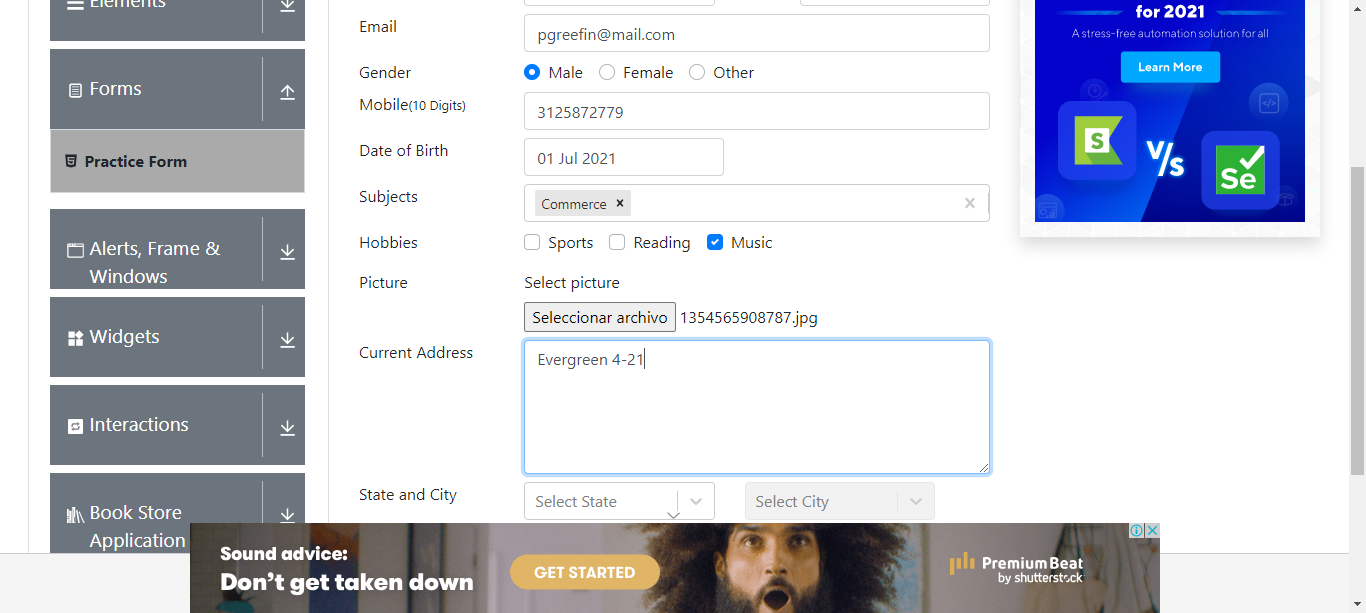 Elements
Forms
Practice Form
Alerts, Frame &
Windows
Widgets
Interactions
Book Store
Application
Email
pgreefin@mail.com
Gender
Male
Female
Other
Mobile(10 Digits)
3125872779
Date of Birth
01 Jul 2021
Subjects
Commerce ×
×
Hobbies
Sports
Reading
Music
Picture
Select picture
Seleccionar archivo 1354565908787.jpg
Current Address
Evergreen 4-21
State and City
Select State
Select City
for 2021
A stress-free automation solution for all
Learn More
S
V/s
Se
Sound advice:
Don't get taken down
GET STARTED
PremiumBeat
by shutterstock